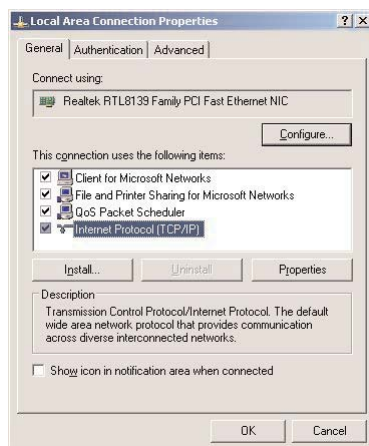 Local Area Connection Properties
General Authentication Advanced
Connect using:
Realtek RTL8139 Family PCI Fast Ethernet NIC
Configure...
This connection uses the following items:
Client for Microsoft Networks
File and Printer Sharing for Microsoft Networks
QoS Packet Scheduler
Internet Protocol (TCP/IP)
Install... Uninstall Properties
Description
Transmission Control Protocol/Internet Protocol. The default
wide area network protocol that provides communication
across diverse interconnected networks.
Show icon in notification area when connected
OK Cancel